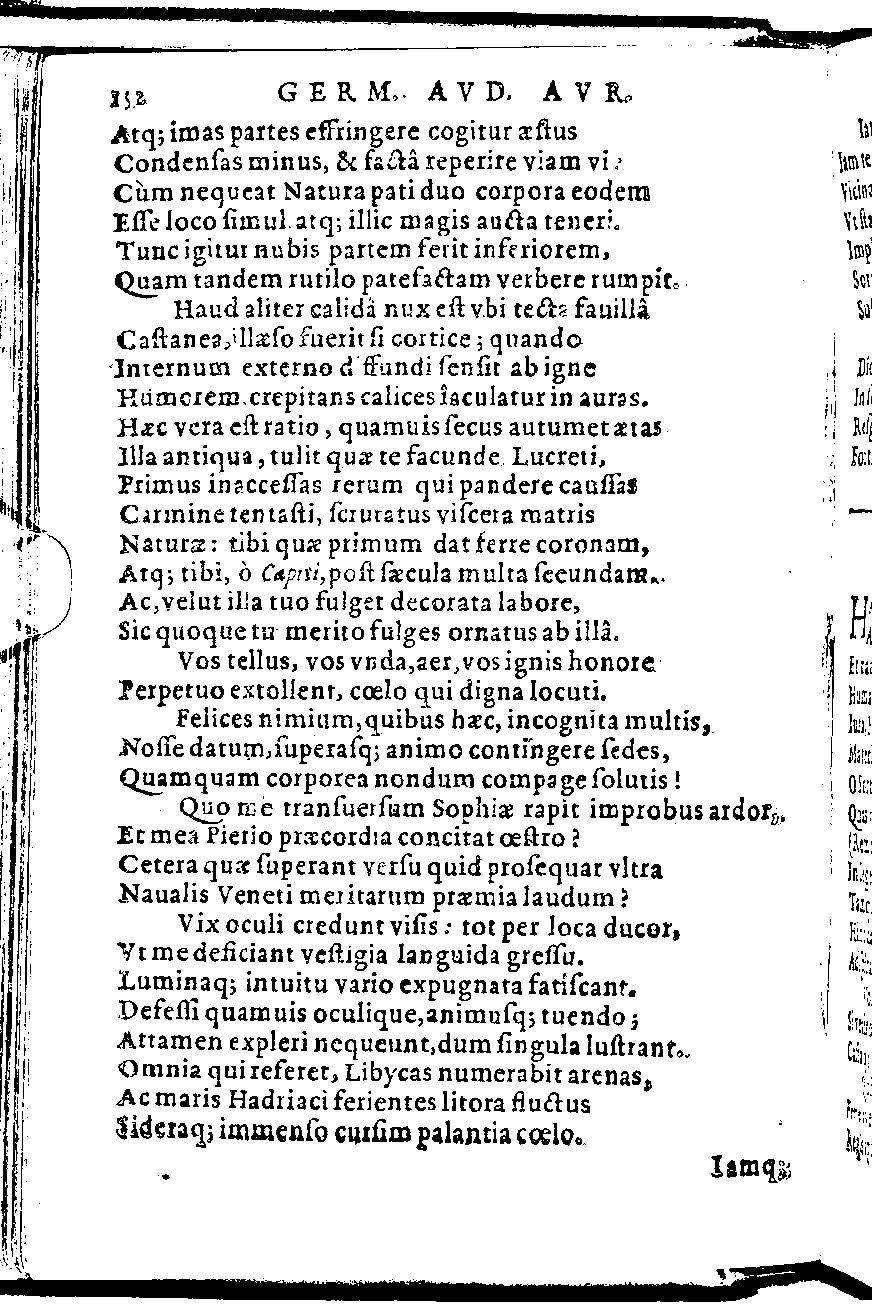 152 GERM. AVD. AVR.
Atq; imas partes effringere cogitur æſtus
Condenſas minus, & factâ reperire viam vi:
Cùm nequeat Natura pati duo corpora eodem
Eſſe loco ſimul atq; illic magis aucta teneri.
Tunc igitur nubis partem ferit inferiorem,
Quam tandem rutilo patefactam verbere rumpit.
Haud aliter calidâ nux eſt vbi tecta fauillâ
Caſtanea, illæſo fuerit ſi cortice; quando
Internum externo diffundi ſenſit ab igne
Humorem crepitans calices iaculatur in auras.
Hæc vera eſt ratio, quamuis ſecus autumet ætas
Illa antiqua, tulit quæ te facunde Lucreti,
Primus inacceſſas rerum qui pandere cauſſas
Carmine tentaſti, ſcrutatus viſcera matris
Naturæ: tibi quæ primum dat ferre coronam,
Atq; tibi, ò Capiti, poſt ſæcula multa ſecundam.
Ac, velut illa tuo fulget decorata labore,
Sic quoque tu merito fulges ornatus ab illâ.
Vos tellus, vos vnda, aer, vos ignis honore
Perpetuo extollent, cœlo qui digna locuti.
Felices nimium, quibus hæc, incognita multis,
Noſſe datum, ſuperaſq; animo contingere ſedes,
Quamquam corporea nondum compage ſolutis!
Quo me tranſuerſum Sophiæ rapit improbus ardor,
Et mea Pierio præcordia concitat œſtro?
Cetera quæ ſuperant verſu quid proſequar vltra
Naualis Veneti meritarum præmia laudum?
Vix oculi credunt viſis: tot per loca ducor,
Vt me deficiant veſtigia languida greſſu.
Luminaq; intuitu vario expugnata fatiſcant.
Defeſſi quamuis oculique, animuſq; tuendo;
Attamen expleri nequeunt, dum ſingula luſtrant.
Omnia qui referet, Libycas numerabit arenas,
Ac maris Hadriaci ferientes litora fluctus
Sideraq; immenſo curſim palantia cœlo.
Iamq;